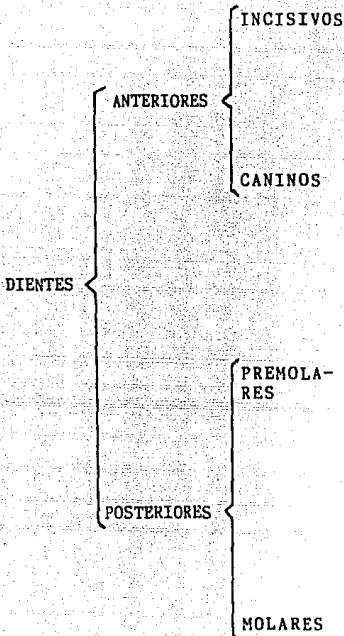 INCISIVOS
ANTERIORES
CANINOS
DIENTES
PREMOLA-
RES
POSTERIORES
MOLARES